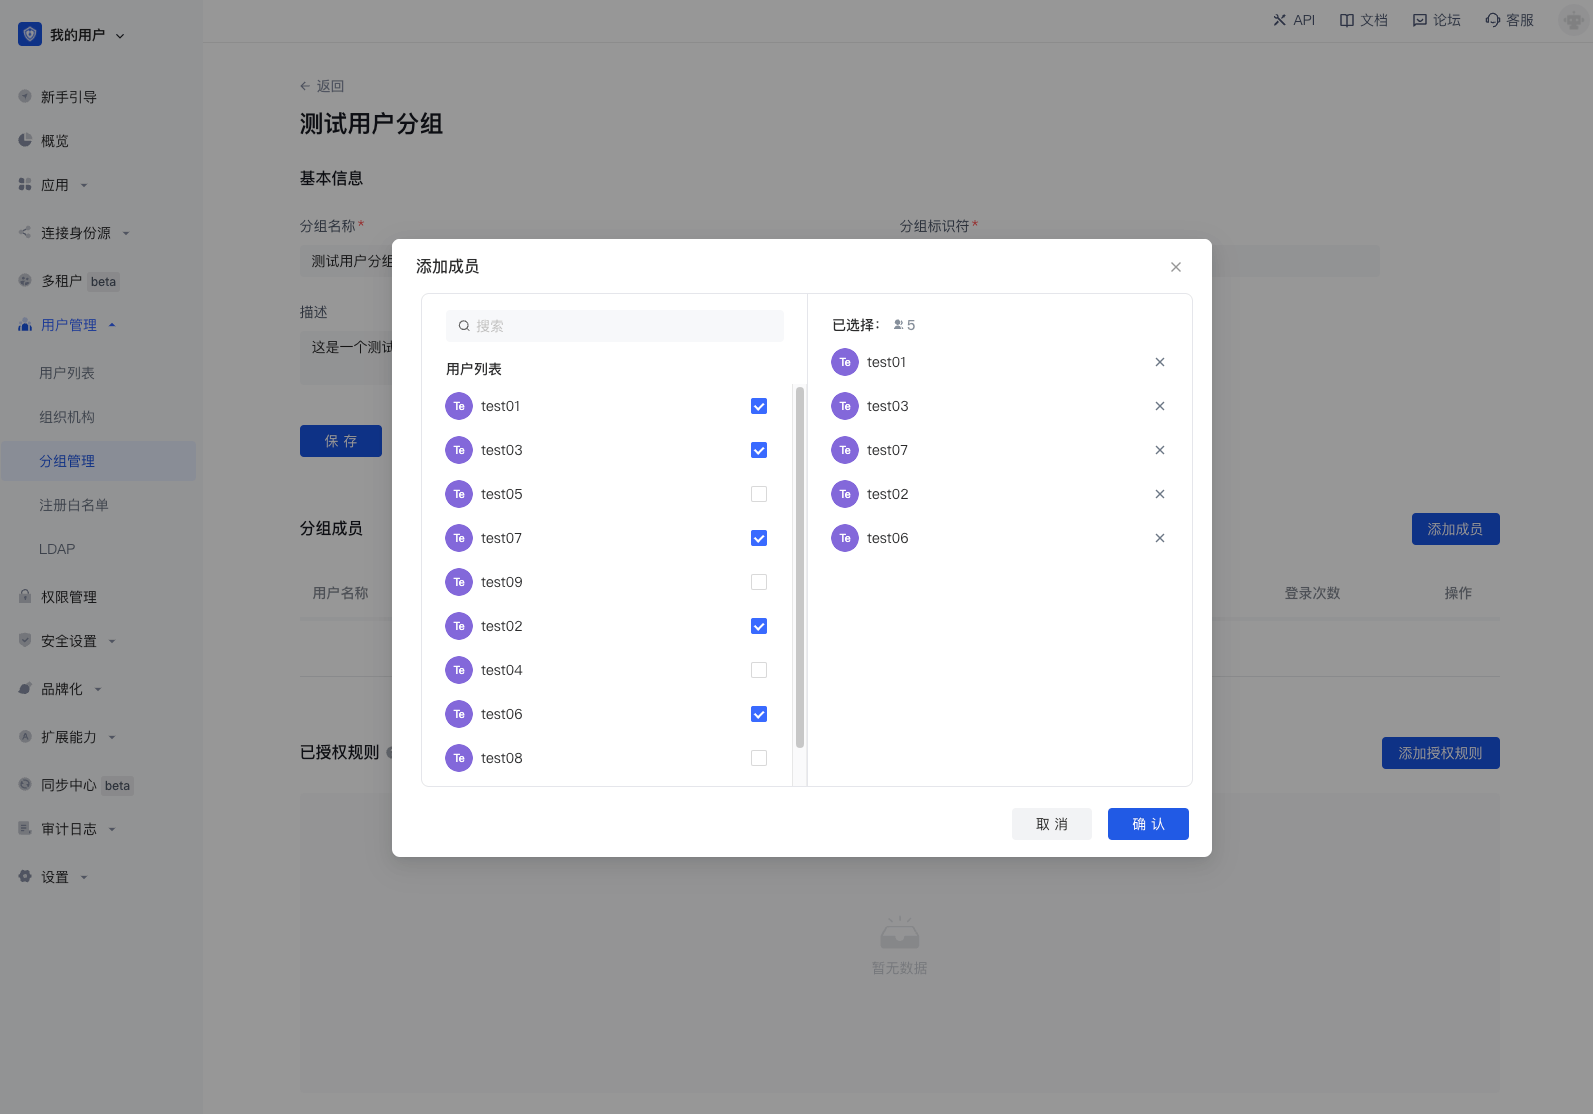 我的用户
API
文档
论坛
客服
新手引导
概览
应用
连接身份源
多租户 beta
用户管理
用户列表
组织机构
分组管理
注册白名单
LDAP
权限管理
安全设置
品牌化
扩展能力
同步中心 beta
审计日志
设置
返回
测试用户分组
基本信息
分组名称*
分组标识符*
测试用户分组
描述
这是一个测试
保存
分组成员
添加成员
用户名称
登录次数
操作
已授权规则
添加授权规则
暂无数据
添加成员
搜索
用户列表
Te test01
Te test03
Te test05
Te test07
Te test09
Te test02
Te test04
Te test06
Te test08
已选择： 5
Te test01
Te test03
Te test07
Te test02
Te test06
取消
确认